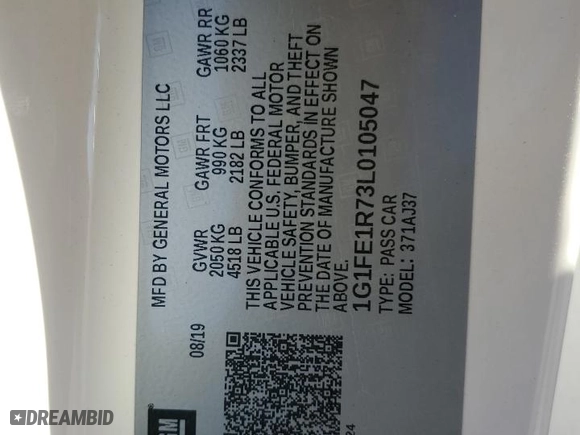 MFD BY GENERAL MOTORS LLC
08/19
GVWR GAWR FRT GAWR RR
2050 KG 990 KG 1060 KG
4518 LB 2182 LB 2337 LB
THIS VEHICLE CONFORMS TO ALL
APPLICABLE U.S. FEDERAL MOTOR
VEHICLE SAFETY, BUMPER, AND THEFT
PREVENTION STANDARDS IN EFFECT ON
THE DATE OF MANUFACTURE SHOWN
ABOVE.
1G1FE1R73L0105047
TYPE: PASS CAR
MODEL: 371AJ37
GM
24
DREAMBID